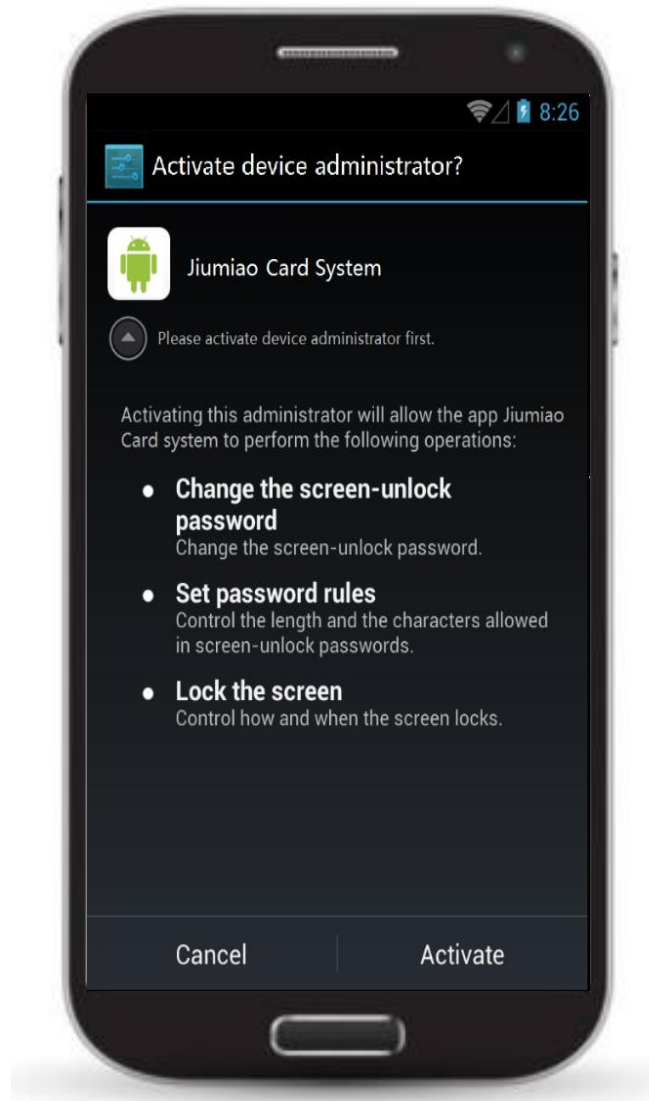 8:26
Activate device administrator?
Jiumiao Card System
Please activate device administrator first.
Activating this administrator will allow the app Jiumiao
Card system to perform the following operations:
● Change the screen-unlock
password
Change the screen-unlock password.
● Set password rules
Control the length and the characters allowed
in screen-unlock passwords.
● Lock the screen
Control how and when the screen locks.
Cancel Activate